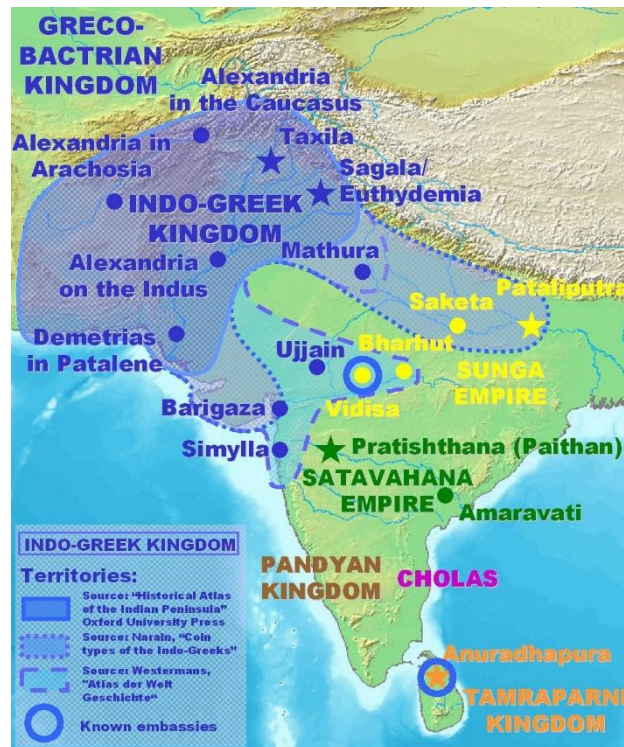 GRECO-
BACTRIAN
KINGDOM
Alexandria
in the Caucasus
Alexandria in
Arachosia
Taxila
Sagala/
Euthydemia
INDO-GREEK
KINGDOM
Mathura
Alexandria
on the Indus
Pataliputra
Saketa
Demetrias
in Patalene
Ujjain
Bharhut
SUNGA
EMPIRE
Vidisa
Barigaza
Simylla
Pratishthana (Paithan)
SATAVAHANA
EMPIRE
Amaravati
PANDYAN
KINGDOM
CHOLAS
Anuradhapura
TAMRAPARNI
KINGDOM
INDO-GREEK KINGDOM
Territories:
Source: "Historical Atlas
of the Indian Peninsula"
Oxford University Press
Source: Narain, "Coin
types of the Indo-Greeks"
Source: Westermans,
"Atlas der Welt
Geschichte"
Known embassies